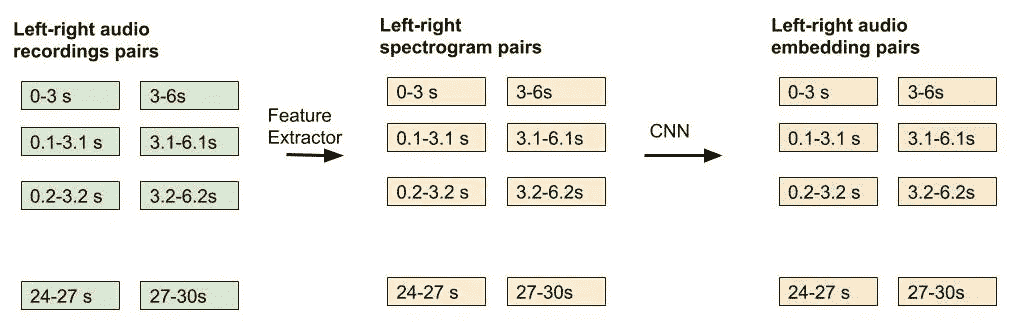 Left-right audio
recordings pairs
0-3 s
3-6s
0.1-3.1 s
3.1-6.1s
0.2-3.2 s
3.2-6.2s
24-27 s
27-30s
Feature
Extractor
Left-right
spectrogram pairs
0-3 s
3-6s
0.1-3.1 s
3.1-6.1s
0.2-3.2 s
3.2-6.2s
24-27 s
27-30s
CNN
Left-right audio
embedding pairs
0-3 s
3-6s
0.1-3.1 s
3.1-6.1s
0.2-3.2 s
3.2-6.2s
24-27 s
27-30s